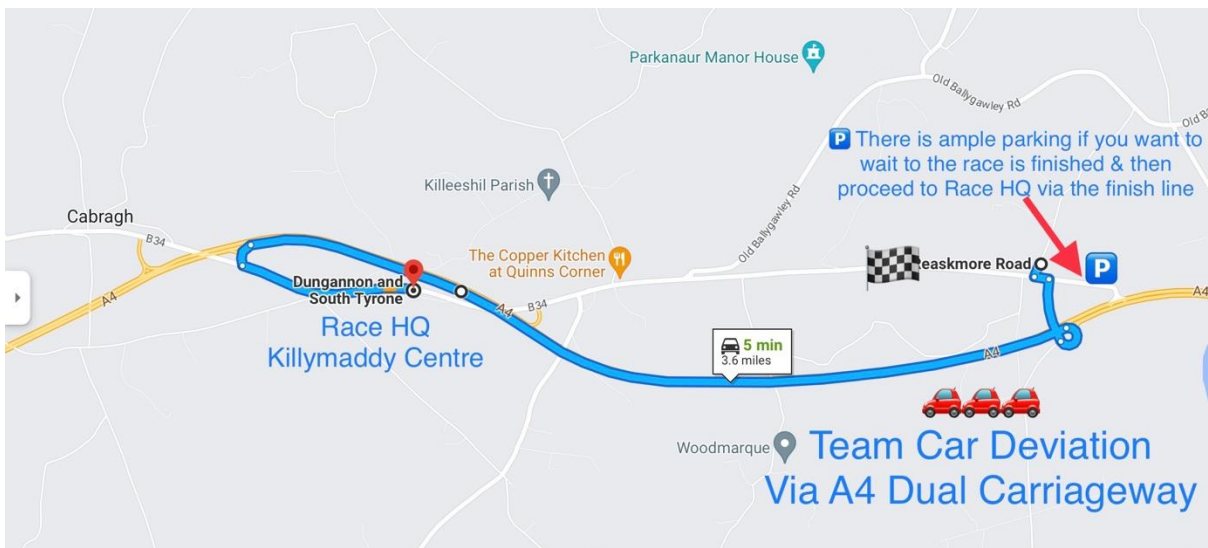 Parkanaur Manor House
Old Ballygawley Rd
Old Ba
P There is ample parking if you want to
wait to the race is finished & then
proceed to Race HQ via the finish line
Killeeshil Parish
Cabragh
B34
Old Ballygawley Rd
The Copper Kitchen
at Quinns Corner
easkmore Road
P
Dungannon and
South Tyrone
A4
A4
B34
A4
Race HQ
Killymaddy Centre
5 min
3.6 miles
A4
Woodmarque
Team Car Deviation
Via A4 Dual Carriageway